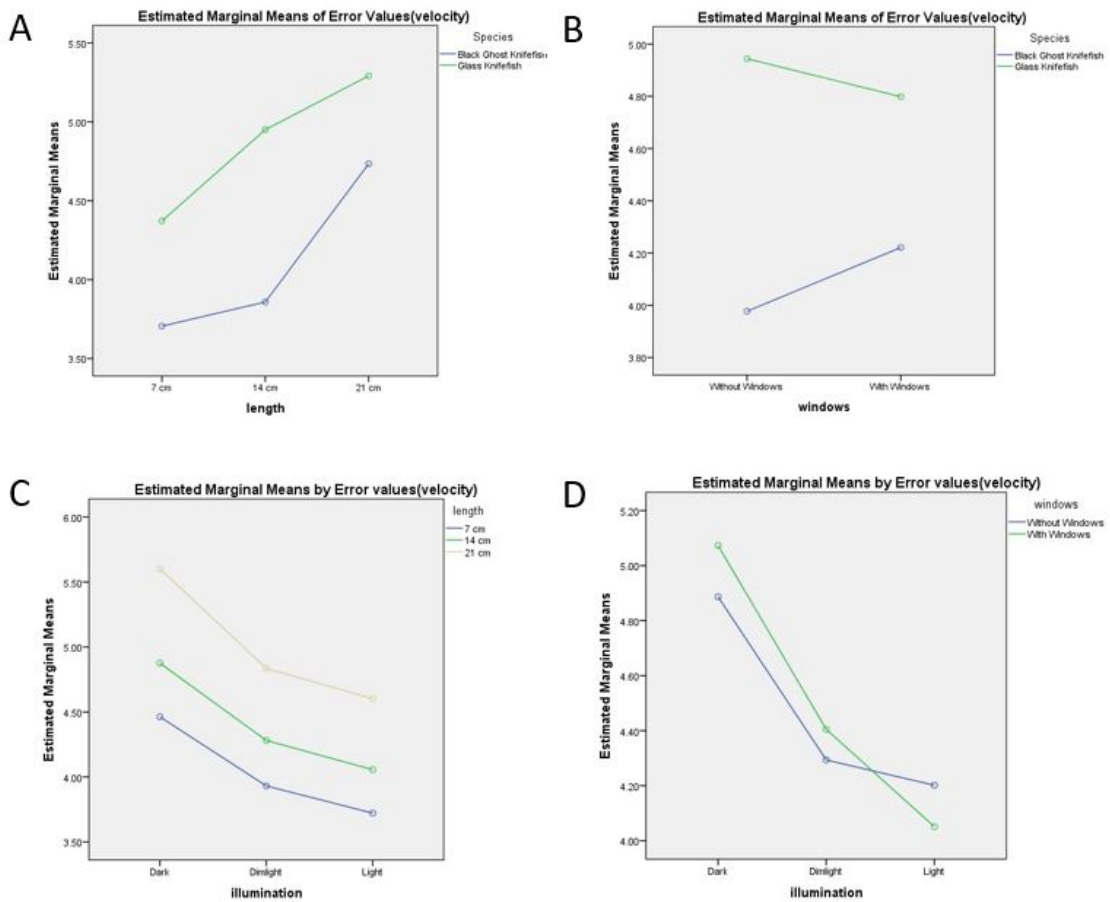 A
Estimated Marginal Means of Error Values(velocity)
Species
Black Ghost Knifefish
Glass Knifefish
Estimated Marginal Means
5.50
5.00
4.50
4.00
3.50
7 cm
14 cm
21 cm
length
B
Estimated Marginal Means of Error Values(velocity)
Species
Black Ghost Knifefish
Glass Knifefish
Estimated Marginal Means
5.00
4.80
4.60
4.40
4.20
4.00
3.80
Without Windows
With Windows
windows
C
Estimated Marginal Means by Error values(velocity)
length
7 cm
14 cm
21 cm
Estimated Marginal Means
6.00
5.50
5.00
4.50
4.00
3.50
Dark
Dimlight
Light
illumination
D
Estimated Marginal Means by Error values(velocity)
windows
Without Windows
With Windows
Estimated Marginal Means
5.20
5.00
4.80
4.60
4.40
4.20
4.00
Dark
Dimlight
Light
illumination